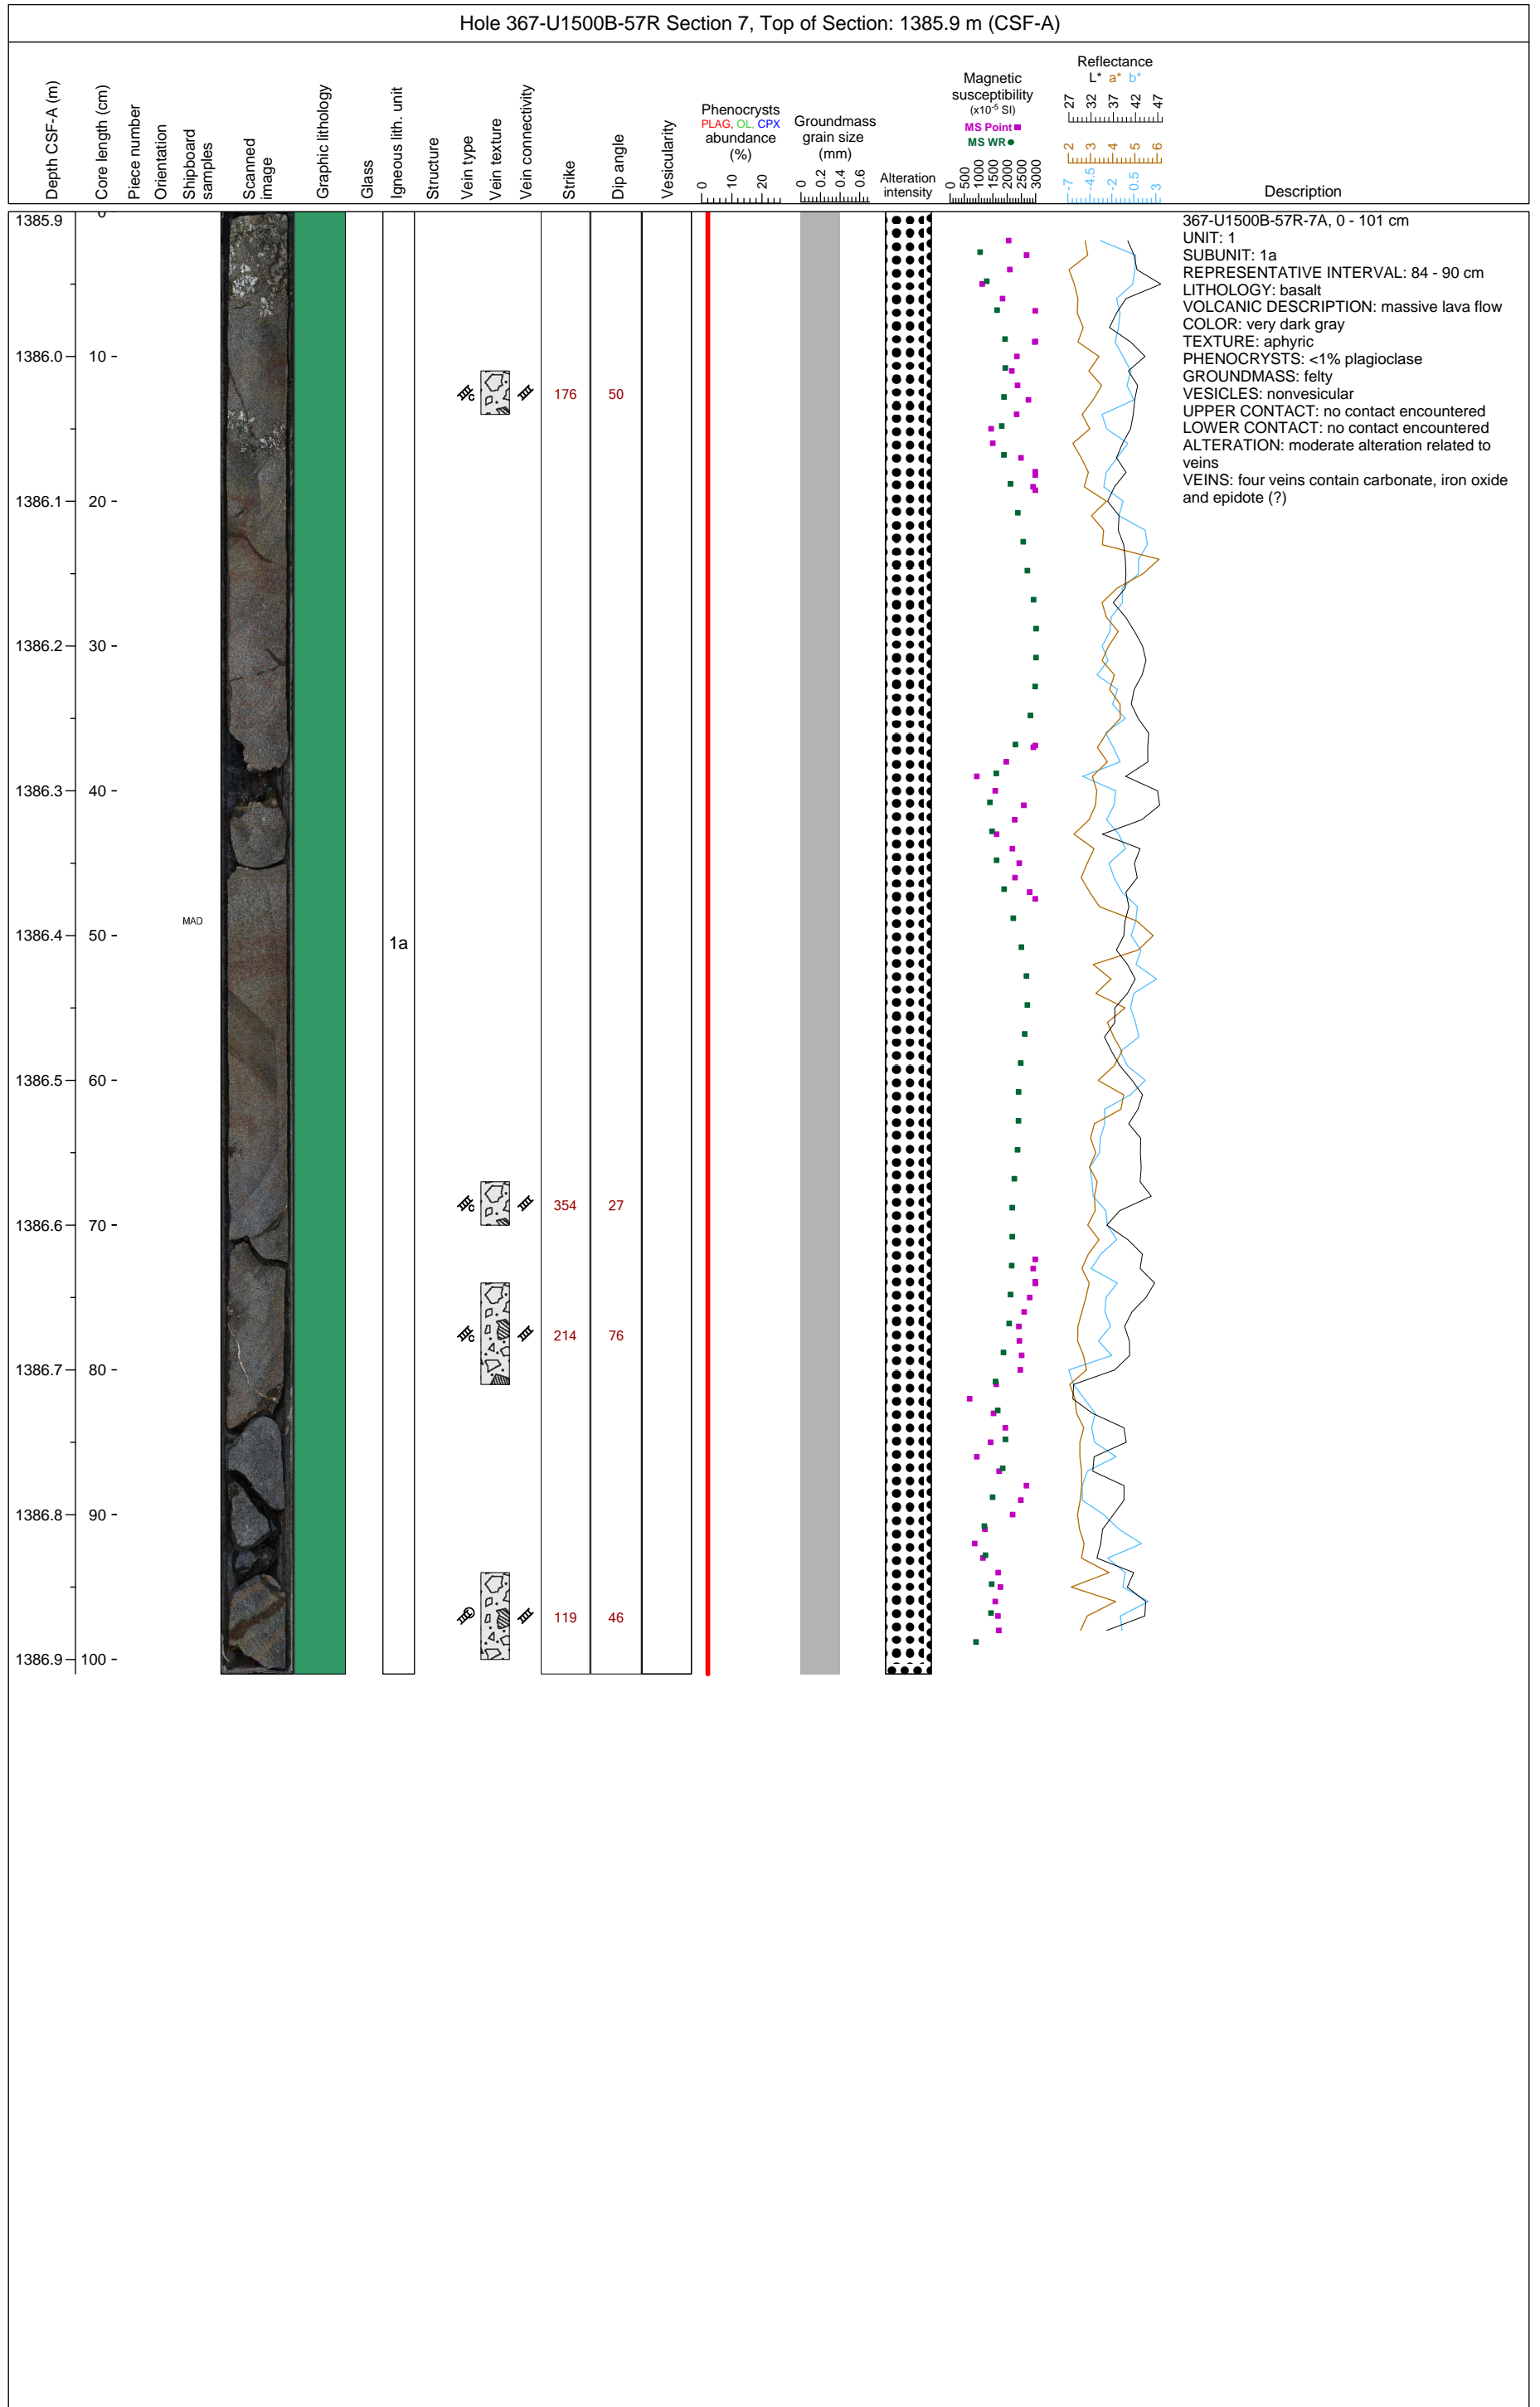 Hole 367-U1500B-57R Section 7, Top of Section: 1385.9 m (CSF-A)
Depth CSF-A (m)
Core length (cm)
Piece number
Orientation
Shipboard
samples
Scanned
image
Graphic lithology
Glass
Igneous lith. unit
Structure
Vein type
Vein texture
Vein connectivity
Strike
Dip angle
Vesicularity
Phenocrysts
PLAG, OL, CPX
abundance
(%)
0 10 20
Groundmass
grain size
(mm)
0 0.2 0.4 0.6
Alteration
intensity
Magnetic
susceptibility
(x10⁻⁵ SI)
MS Point
MS WR
0 500 1000 1500 2000 2500 3000
Reflectance
L* a* b*
27 32 37 42 47
2 3 4 5 6
-7 -4.5 -2 0.5 3
Description
1385.9 0
1386.0 10
1386.1 20
1386.2 30
1386.3 40
1386.4 50
1386.5 60
1386.6 70
1386.7 80
1386.8 90
1386.9 100
MAD
1a
C 176 50
C 354 27
C 214 76
119 46
367-U1500B-57R-7A, 0 - 101 cm
UNIT: 1
SUBUNIT: 1a
REPRESENTATIVE INTERVAL: 84 - 90 cm
LITHOLOGY: basalt
VOLCANIC DESCRIPTION: massive lava flow
COLOR: very dark gray
TEXTURE: aphyric
PHENOCRYSTS: <1% plagioclase
GROUNDMASS: felty
VESICLES: nonvesicular
UPPER CONTACT: no contact encountered
LOWER CONTACT: no contact encountered
ALTERATION: moderate alteration related to
veins
VEINS: four veins contain carbonate, iron oxide
and epidote (?)